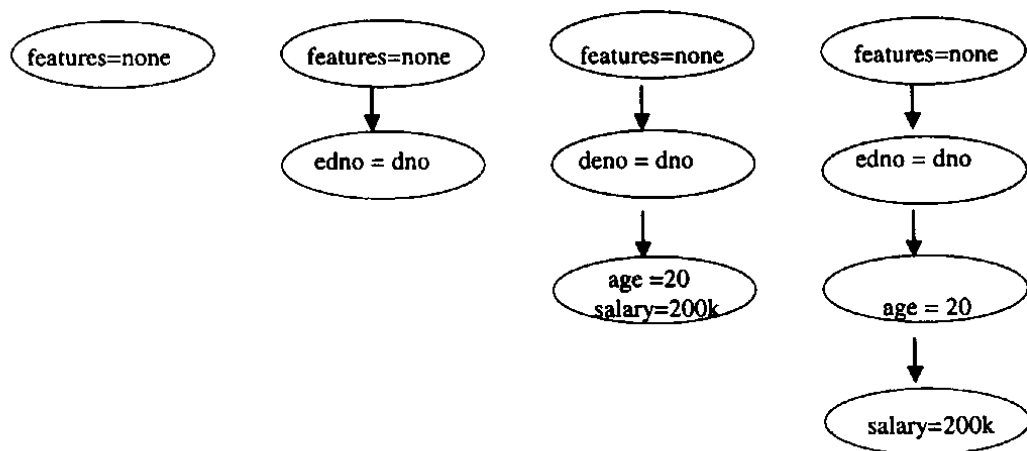 features=none
features=none
edno = dno
features=none
deno = dno
age =20
salary=200k
features=none
edno = dno
age = 20
salary=200k